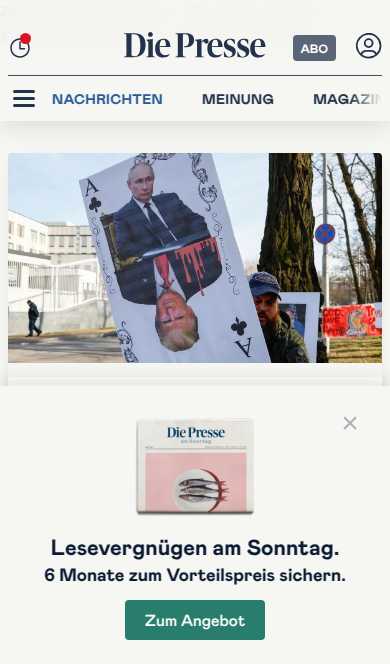 Die Presse
ABO
NACHRICHTEN
MEINUNG
MAGAZIN
A
A
Die Presse
am Sonntag
Lesevergnügen am Sonntag.
6 Monate zum Vorteilspreis sichern.
Zum Angebot